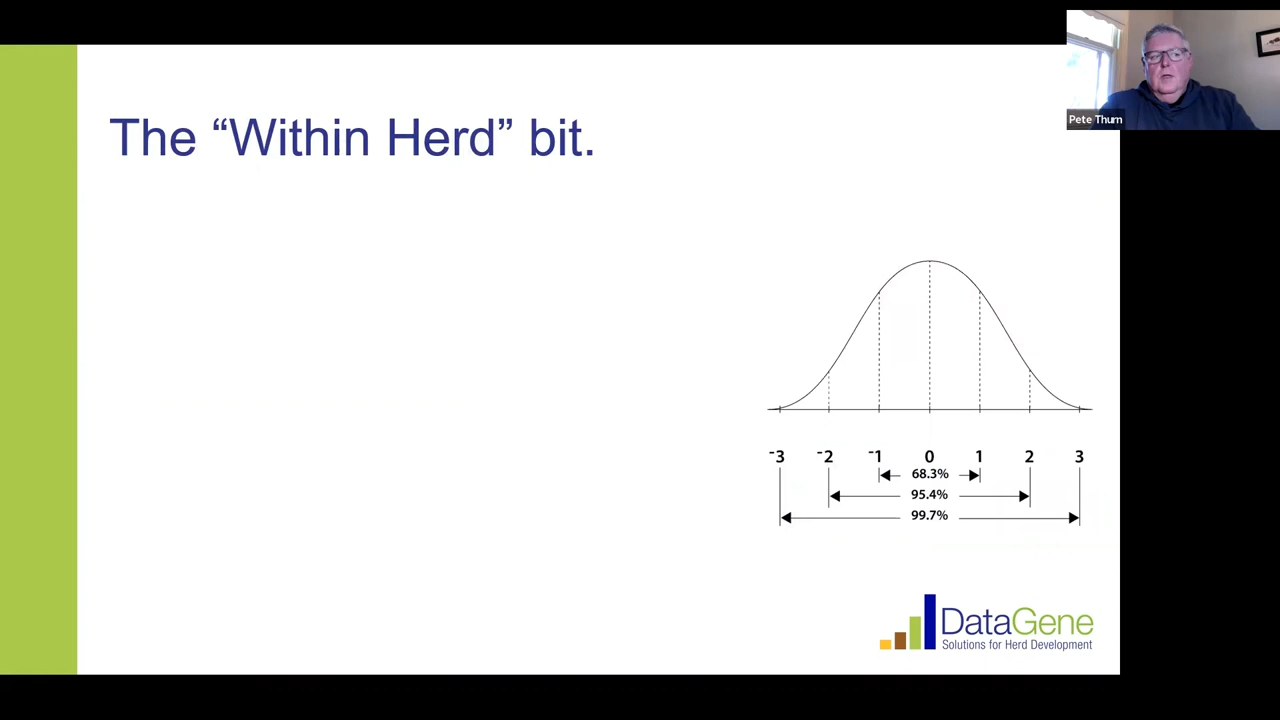 Pete Thurn
The “Within Herd” bit.
-3 -2 -1 0 1 2 3
68.3%
95.4%
99.7%
DataGene
Solutions for Herd Development